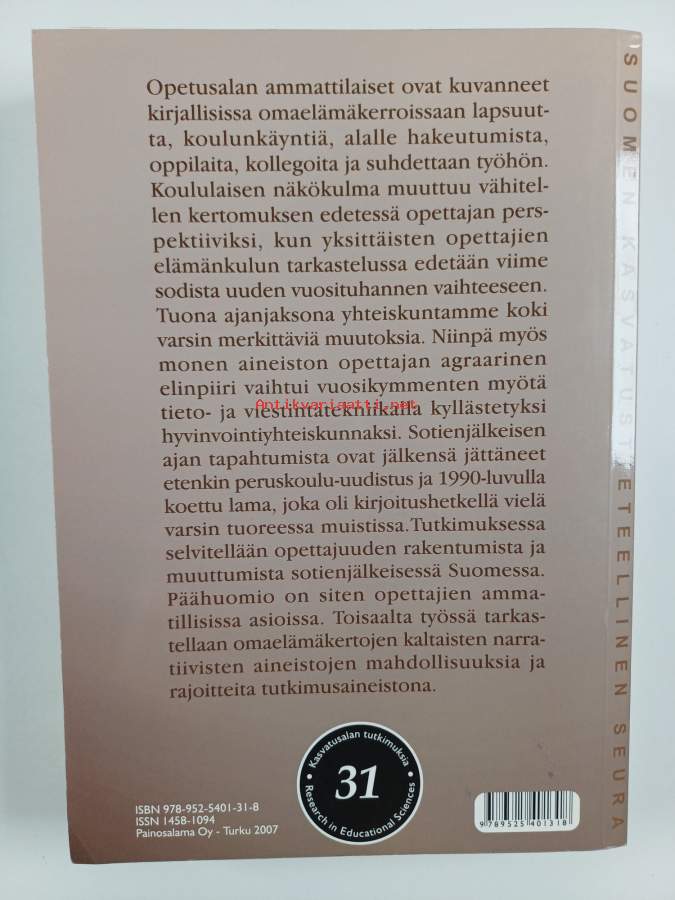 Opetusalan ammattilaiset ovat kuvanneet
kirjallisissa omaelämäkerroissaan lapsuut-
ta, koulunkäyntiä, alalle hakeutumista,
oppilaita, kollegoita ja suhdettaan työhön.
Koululaisen näkökulma muuttuu vähitel-
len kertomuksen edetessä opettajan pers-
pektiiviksi, kun yksittäisten opettajien
elämänkulun tarkastelussa edetään viime
sodista uuden vuosituhannen vaihteeseen.
Tuona ajanjaksona yhteiskuntamme koki
varsin merkittäviä muutoksia. Niinpä myös
monen aineiston opettajan agraarinen
elinpiiri vaihtui vuosikymmenten myötä
Antikvariaatti.net
tieto- ja viestintätekniikalla kyllästetyksi
hyvinvointiyhteiskunnaksi. Sotienjälkeisen
ajan tapahtumista ovat jälkensä jättäneet
etenkin peruskoulu-uudistus ja 1990-luvulla
koettu lama, joka oli kirjoitushetkellä vielä
varsin tuoreessa muistissa.Tutkimuksessa
selvitellään opettajuuden rakentumista ja
muuttumista sotienjälkeisessä Suomessa.
Päähuomio on siten opettajien amma-
tillisissa asioissa. Toisaalta työssä tarkas-
tellaan omaelämäkertojen kaltaisten narra-
tiivisten aineistojen mahdollisuuksia ja
rajoitteita tutkimusaineistona.
SUOMEN KASVATUSTIETEELLINEN SEURA
Kasvatusalan tutkimuksia
31
Research in Educational Sciences
ISBN 978-952-5401-31-8
ISSN 1458-1094
Painosalama Oy - Turku 2007
9 789525 401318